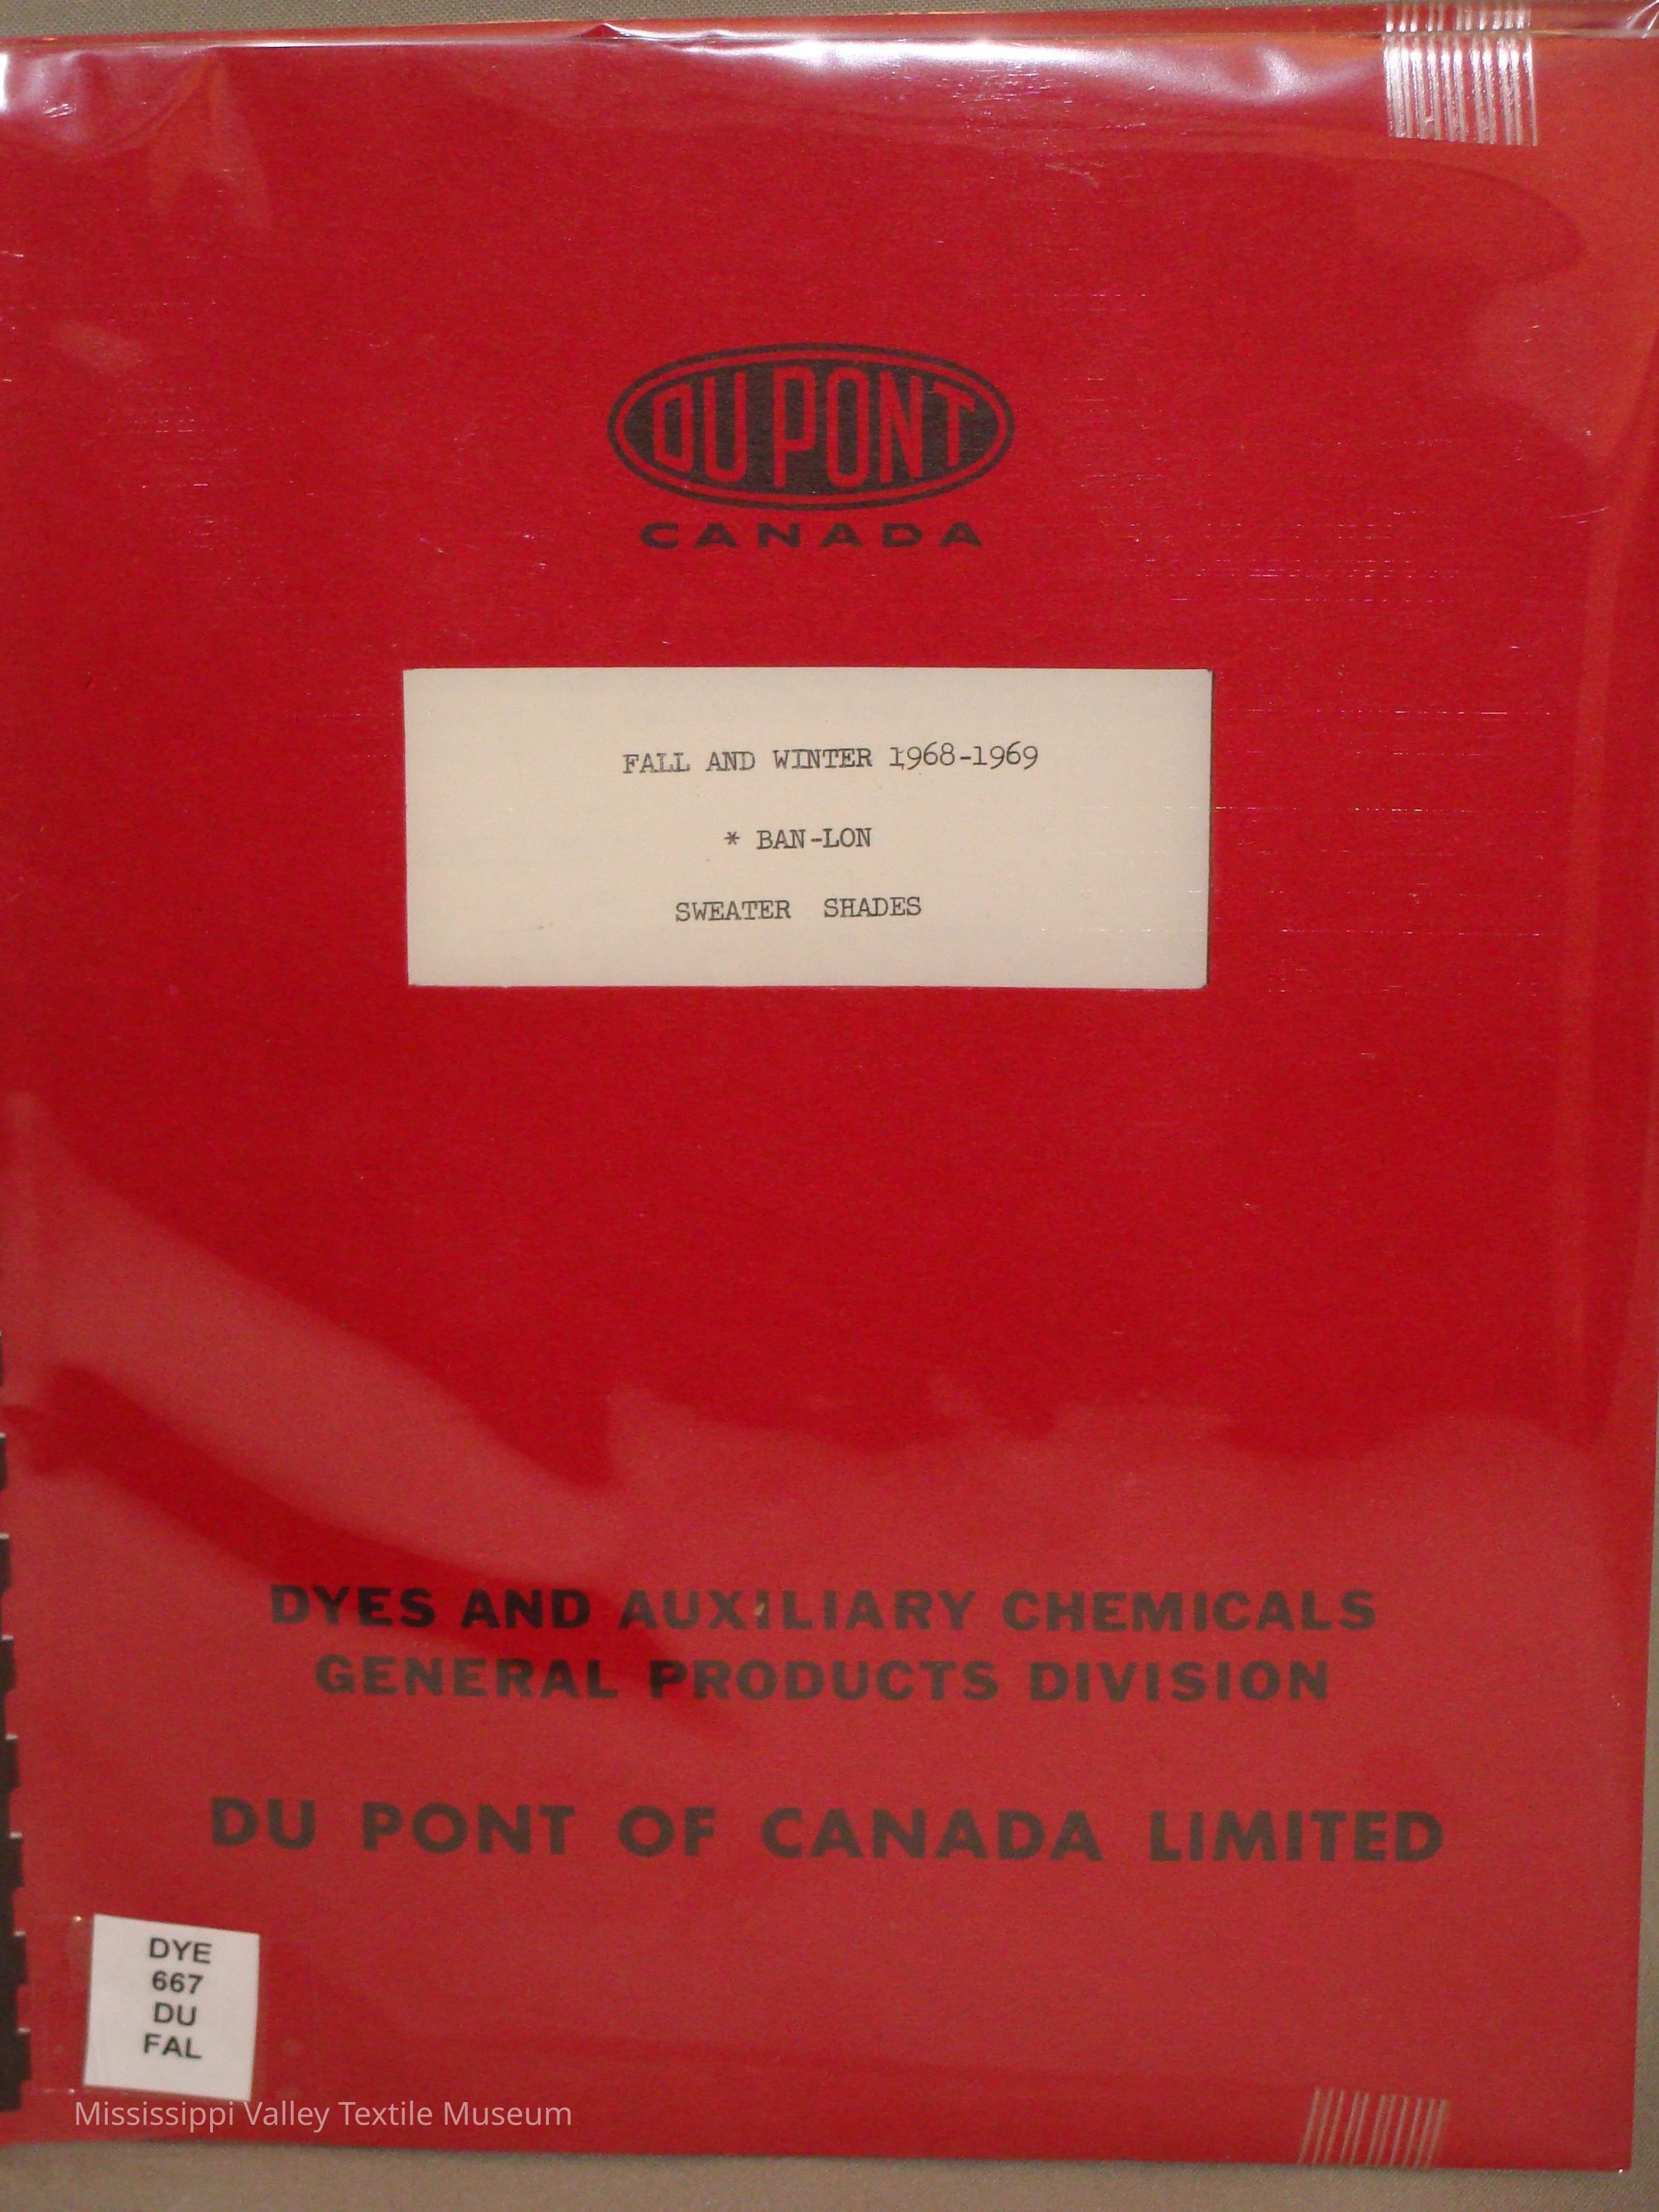 DU PONT
CANADA
FALL AND WINTER 1968-1969
* BAN-LON
SWEATER SHADES
DYES AND AUXILIARY CHEMICALS
GENERAL PRODUCTS DIVISION
DU PONT OF CANADA LIMITED
DYE
667
DU
FAL
Mississippi Valley Textile Museum